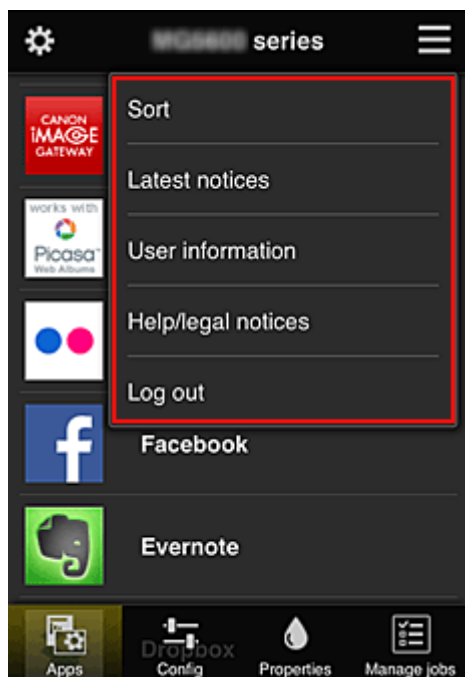 series
CANON
iMAGE
GATEWAY
Sort
Latest notices
works with
Picasa
Web Albums
User information
Help/legal notices
Log out
Facebook
Evernote
Dropbox
Apps
Config
Properties
Manage jobs